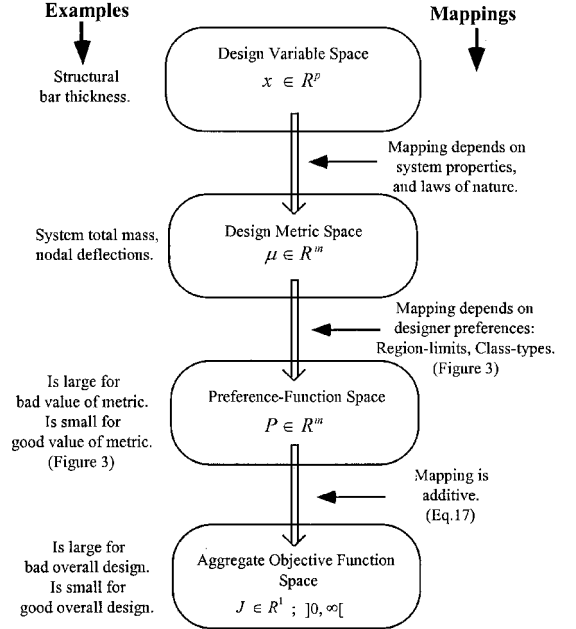 Examples
Mappings
Design Variable Space
x ∈ R^p
Structural
bar thickness.
Mapping depends on
system properties,
and laws of nature.
System total mass,
nodal deflections.
Design Metric Space
μ ∈ R^m
Mapping depends on
designer preferences:
Region-limits, Class-types.
(Figure 3)
Is large for
bad value of metric.
Is small for
good value of metric.
(Figure 3)
Preference-Function Space
P ∈ R^m
Mapping is
additive.
(Eq.17)
Is large for
bad overall design.
Is small for
good overall design.
Aggregate Objective Function
Space
J ∈ R^1 ; ]0,∞[